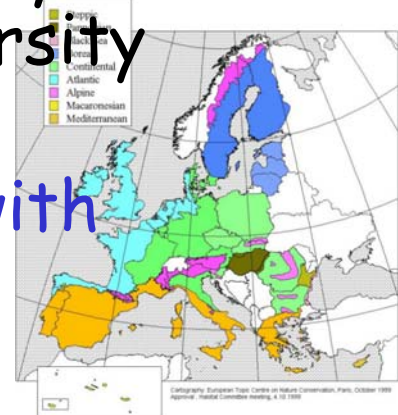 Steppic
Pannonian
Black Sea
Boreal
Continental
Atlantic
Alpine
Macaronesian
Mediterranean
rsity
with
Cartography: European Topic Centre on Nature Conservation, Paris, October 1999
Approval : Habitat Committee meeting, 4.10.1999